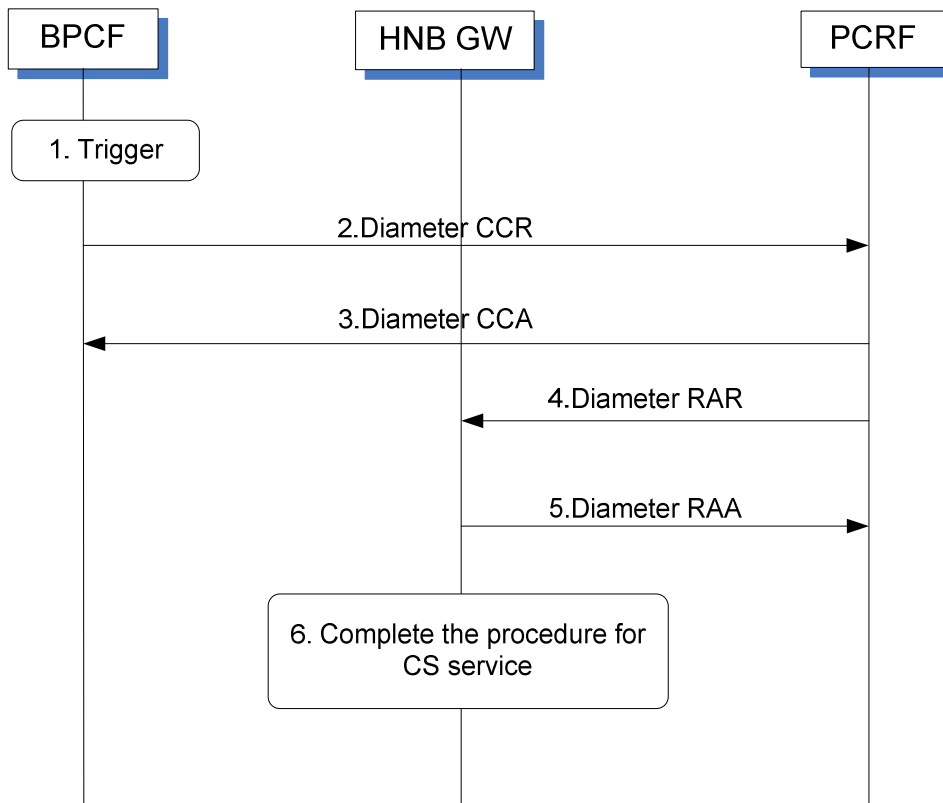 BPCF
HNB GW
PCRF
1. Trigger
2.Diameter CCR
3.Diameter CCA
4.Diameter RAR
5.Diameter RAA
6. Complete the procedure for
CS service